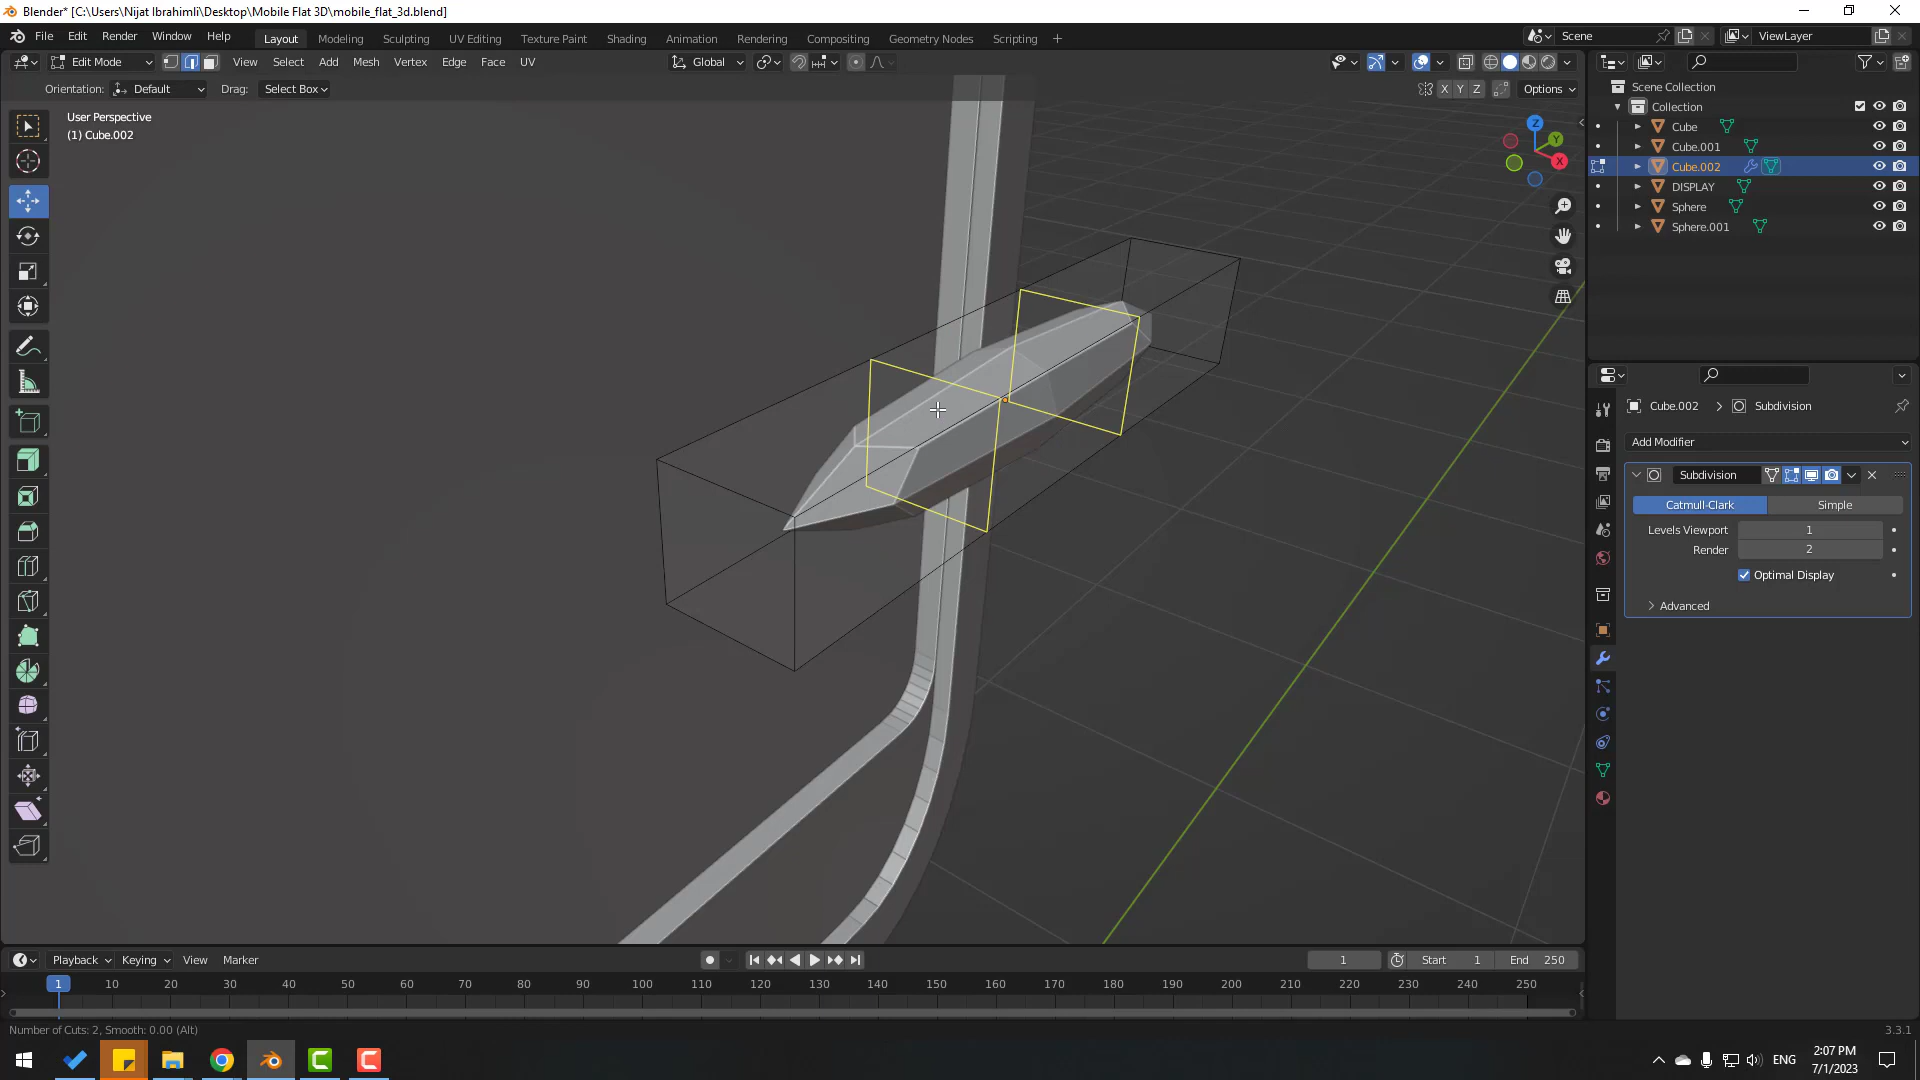 Blender* [C:\Users\Nijat Ibrahimli\Desktop\Mobile Flat 3D\mobile_flat_3d.blend]
File Edit Render Window Help Layout Modeling Sculpting UV Editing Texture Paint Shading Animation Rendering Compositing Geometry Nodes Scripting + Scene ViewLayer
Edit Mode View Select Add Mesh Vertex Edge Face UV Global
Orientation: Default Drag: Select Box X Y Z Options
User Perspective
(1) Cube.002
Z
Y
X
Scene Collection
Collection
Cube
Cube.001
Cube.002
DISPLAY
Sphere
Sphere.001
Cube.002 > Subdivision
Add Modifier
Subdivision
Catmull-Clark Simple
Levels Viewport 1
Render 2
Optimal Display
Advanced
Playback Keying View Marker 1 Start 1 End 250
1 10 20 30 40 50 60 70 80 90 100 110 120 130 140 150 160 170 180 190 200 210 220 230 240 250
Number of Cuts: 2, Smooth: 0.00 (Alt) 3.3.1
ENG 2:07 PM
7/1/2023